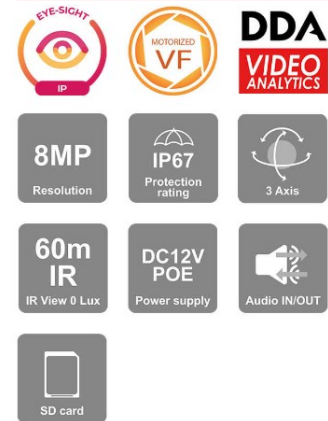 EYE-SIGHT
IP
MOTORIZED
VF
DDA
VIDEO
ANALYTICS
8MP
Resolution
IP67
Protection
rating
3 Axis
60m
IR
IR View 0 Lux
DC12V
POE
Power supply
Audio IN/OUT
SD card